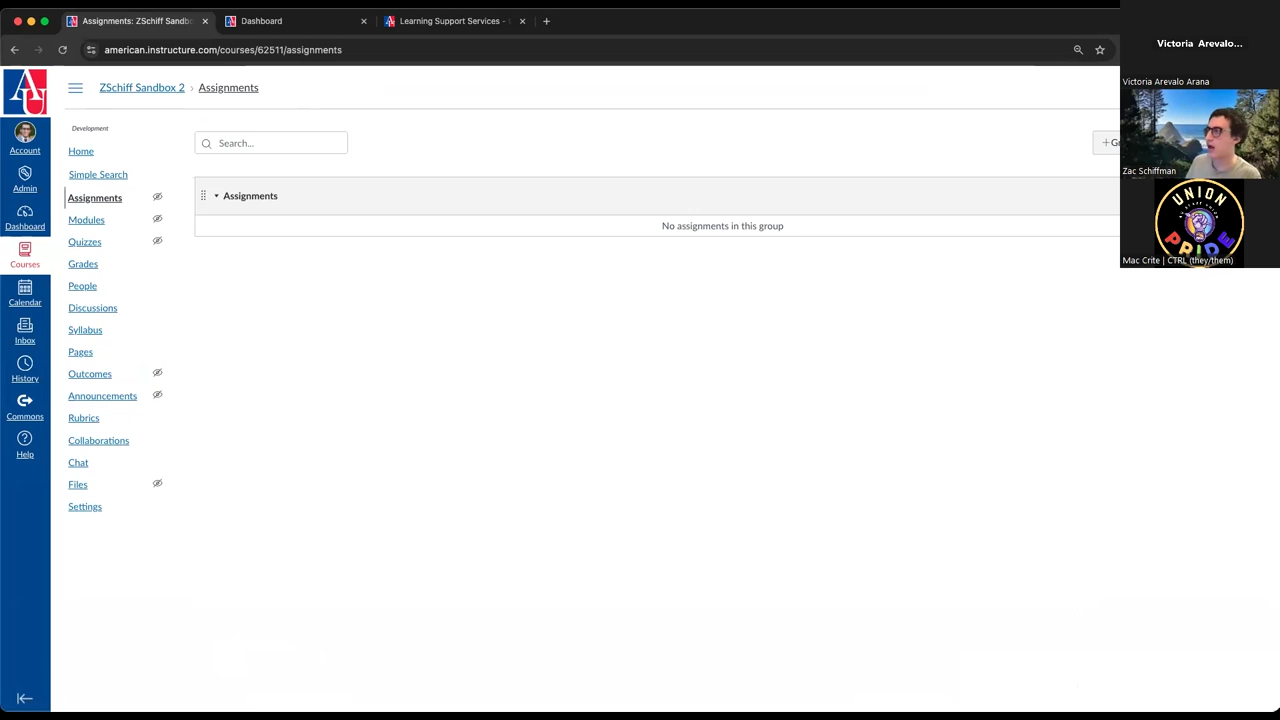 Assignments: ZSchiff Sandbo
Dashboard
Learning Support Services -
american.instructure.com/courses/62511/assignments
AU
Account
Admin
Dashboard
Courses
Calendar
Inbox
History
Commons
Help
ZSchiff Sandbox 2 › Assignments
Development
Home
Simple Search
Assignments
Modules
Quizzes
Grades
People
Discussions
Syllabus
Pages
Outcomes
Announcements
Rubrics
Collaborations
Chat
Files
Settings
Search...
Assignments
No assignments in this group
Victoria Arevalo...
Victoria Arevalo Arana
Zac Schiffman
UNION
PRIDE
Mac Crite | CTRL (they/them)